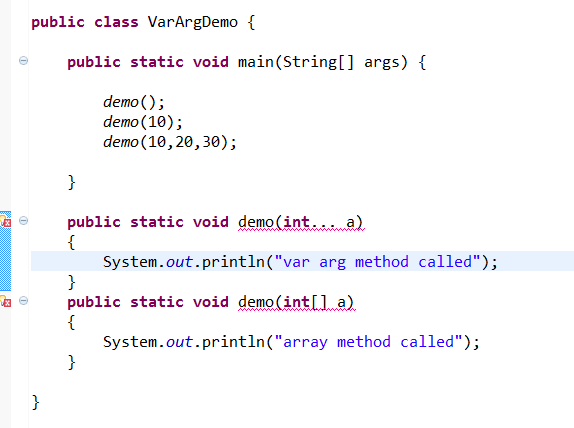 public class VarArgDemo {
public static void main(String[] args) {
demo();
demo(10);
demo(10,20,30);
}
public static void demo(int... a)
{
System.out.println("var arg method called");
}
public static void demo(int[] a)
{
System.out.println("array method called");
}
}